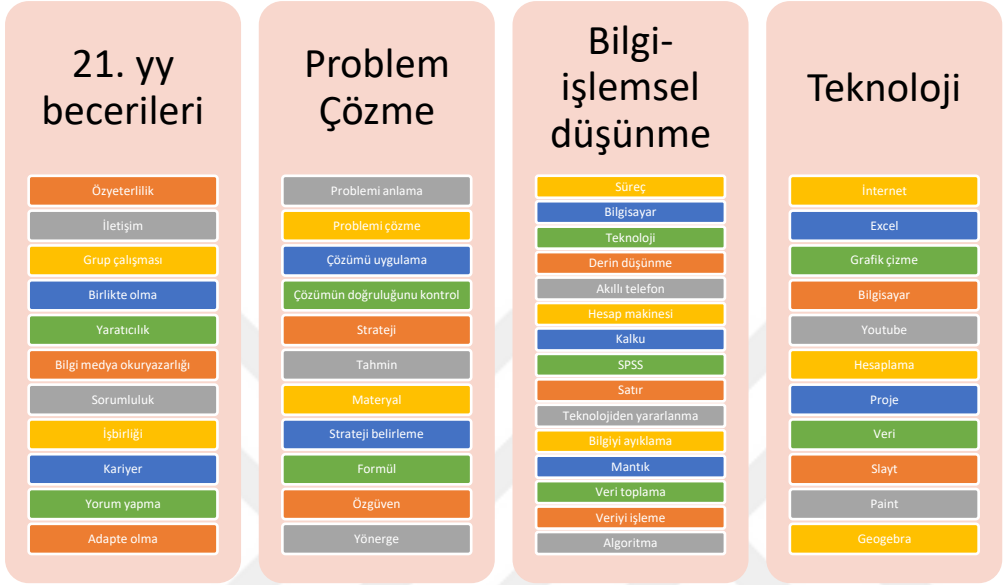 21. yy
becerileri
Özyeterlilik
İletişim
Grup çalışması
Birlikte olma
Yaratıcılık
Bilgi medya okuryazarlığı
Sorumluluk
İşbirliği
Kariyer
Yorum yapma
Adapte olma
Problem
Çözme
Problemi anlama
Problemi çözme
Çözümü uygulama
Çözümün doğruluğunu kontrol
Strateji
Tahmin
Materyal
Strateji belirleme
Formül
Özgüven
Yönerge
Bilgi-
işlemsel
düşünme
Süreç
Bilgisayar
Teknoloji
Derin düşünme
Akıllı telefon
Hesap makinesi
Kalku
SPSS
Satır
Teknolojiden yararlanma
Bilgiyi ayıklama
Mantık
Veri toplama
Veriyi işleme
Algoritma
Teknoloji
İnternet
Excel
Grafik çizme
Bilgisayar
Youtube
Hesaplama
Proje
Veri
Slayt
Paint
Geogebra